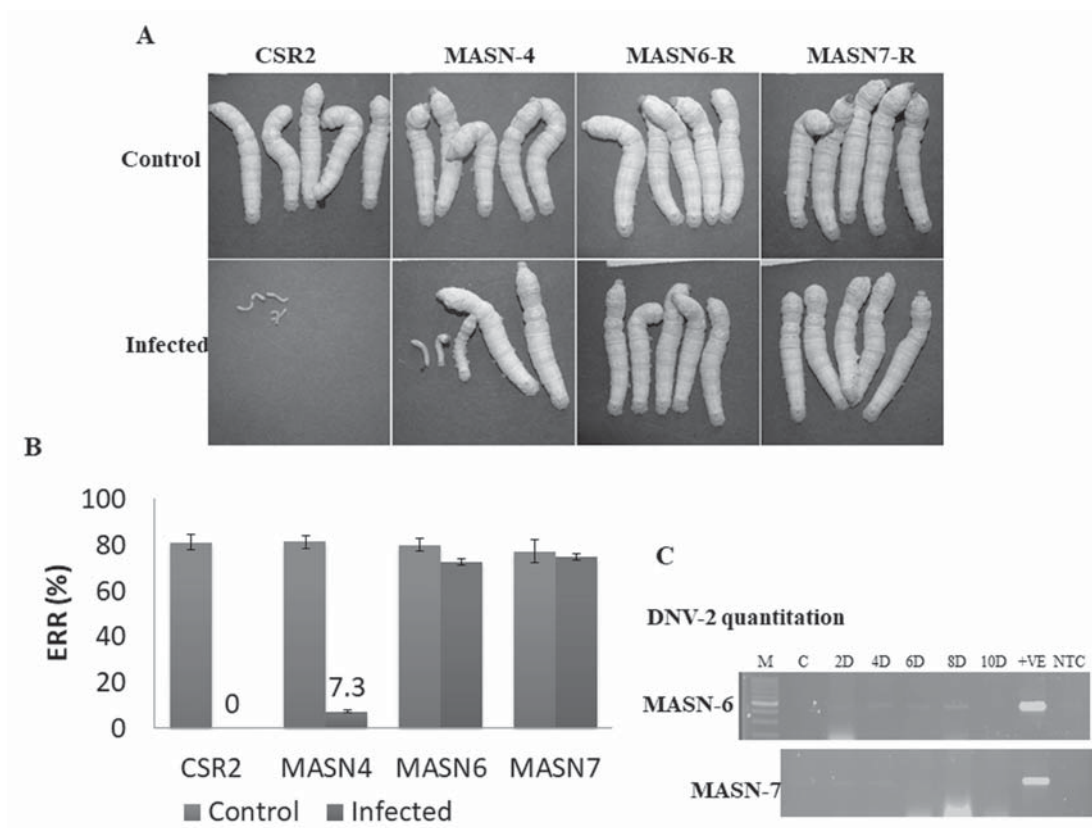 A
CSR2 MASN-4 MASN6-R MASN7-R
Control
Infected
B
100
80
60
40
20
0
ERR (%)
0
7.3
CSR2 MASN4 MASN6 MASN7
Control Infected
C
DNV-2 quantitation
M C 2D 4D 6D 8D 10D +VE NTC
MASN-6
MASN-7